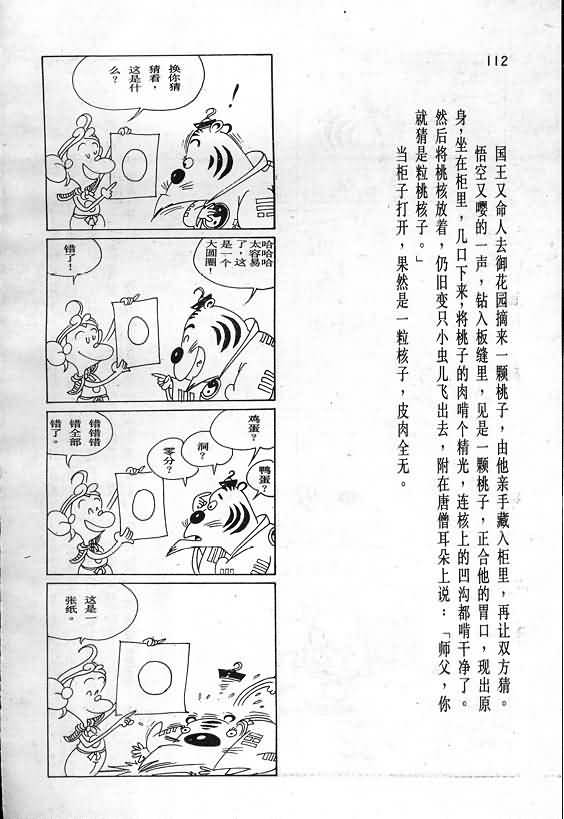 112
国王又命人去御花园摘来一颗桃子，由他亲手藏入柜里，再让双方猜。
悟空又嘤的一声，钻入板缝里，见是一颗桃子，正合他的胃口，现出原
身，坐在柜里，几口下来，将桃子的肉啃个精光，连核上的凹沟都啃干净了。
然后将桃核放着，仍旧变只小虫儿飞出去，附在唐僧耳朵上说：「师父，你
就猜是粒桃核子。」
当柜子打开，果然是一粒核子，皮肉全无。
换你猜
猜看，
这是什
么？
！
哈哈哈
太容易
了，这
是一个
大圆圈！
错了！
鸡蛋？
鸭蛋？
洞？
零分？
错错错
错全部
错了。
这是一
张纸。